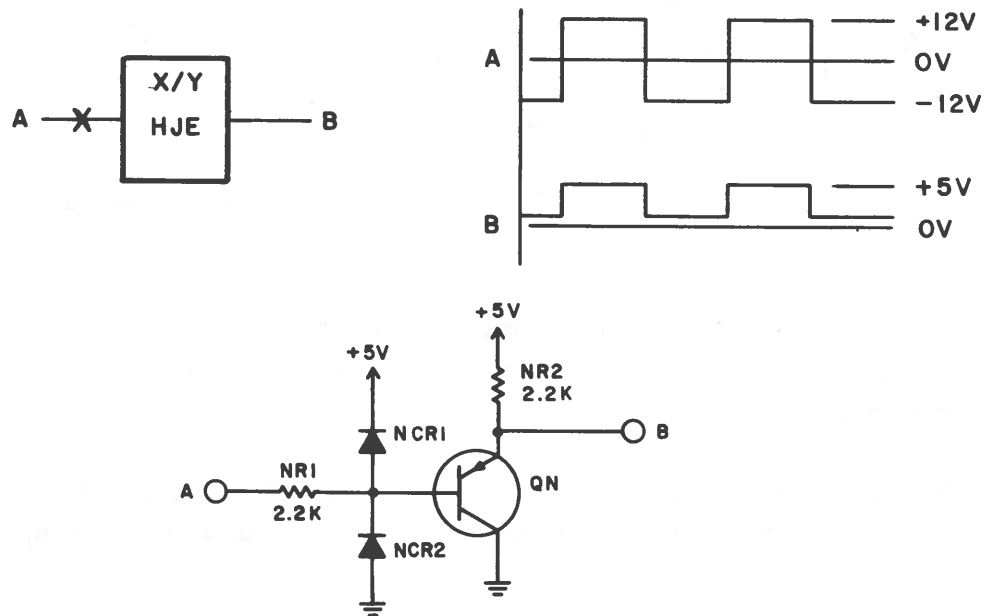 X/Y
A
HJE
B
+12V
A
0V
-12V
+5V
B
0V
+5V
+5V
NR2
2.2K
NCR1
B
NR1
A
QN
2.2K
NCR2